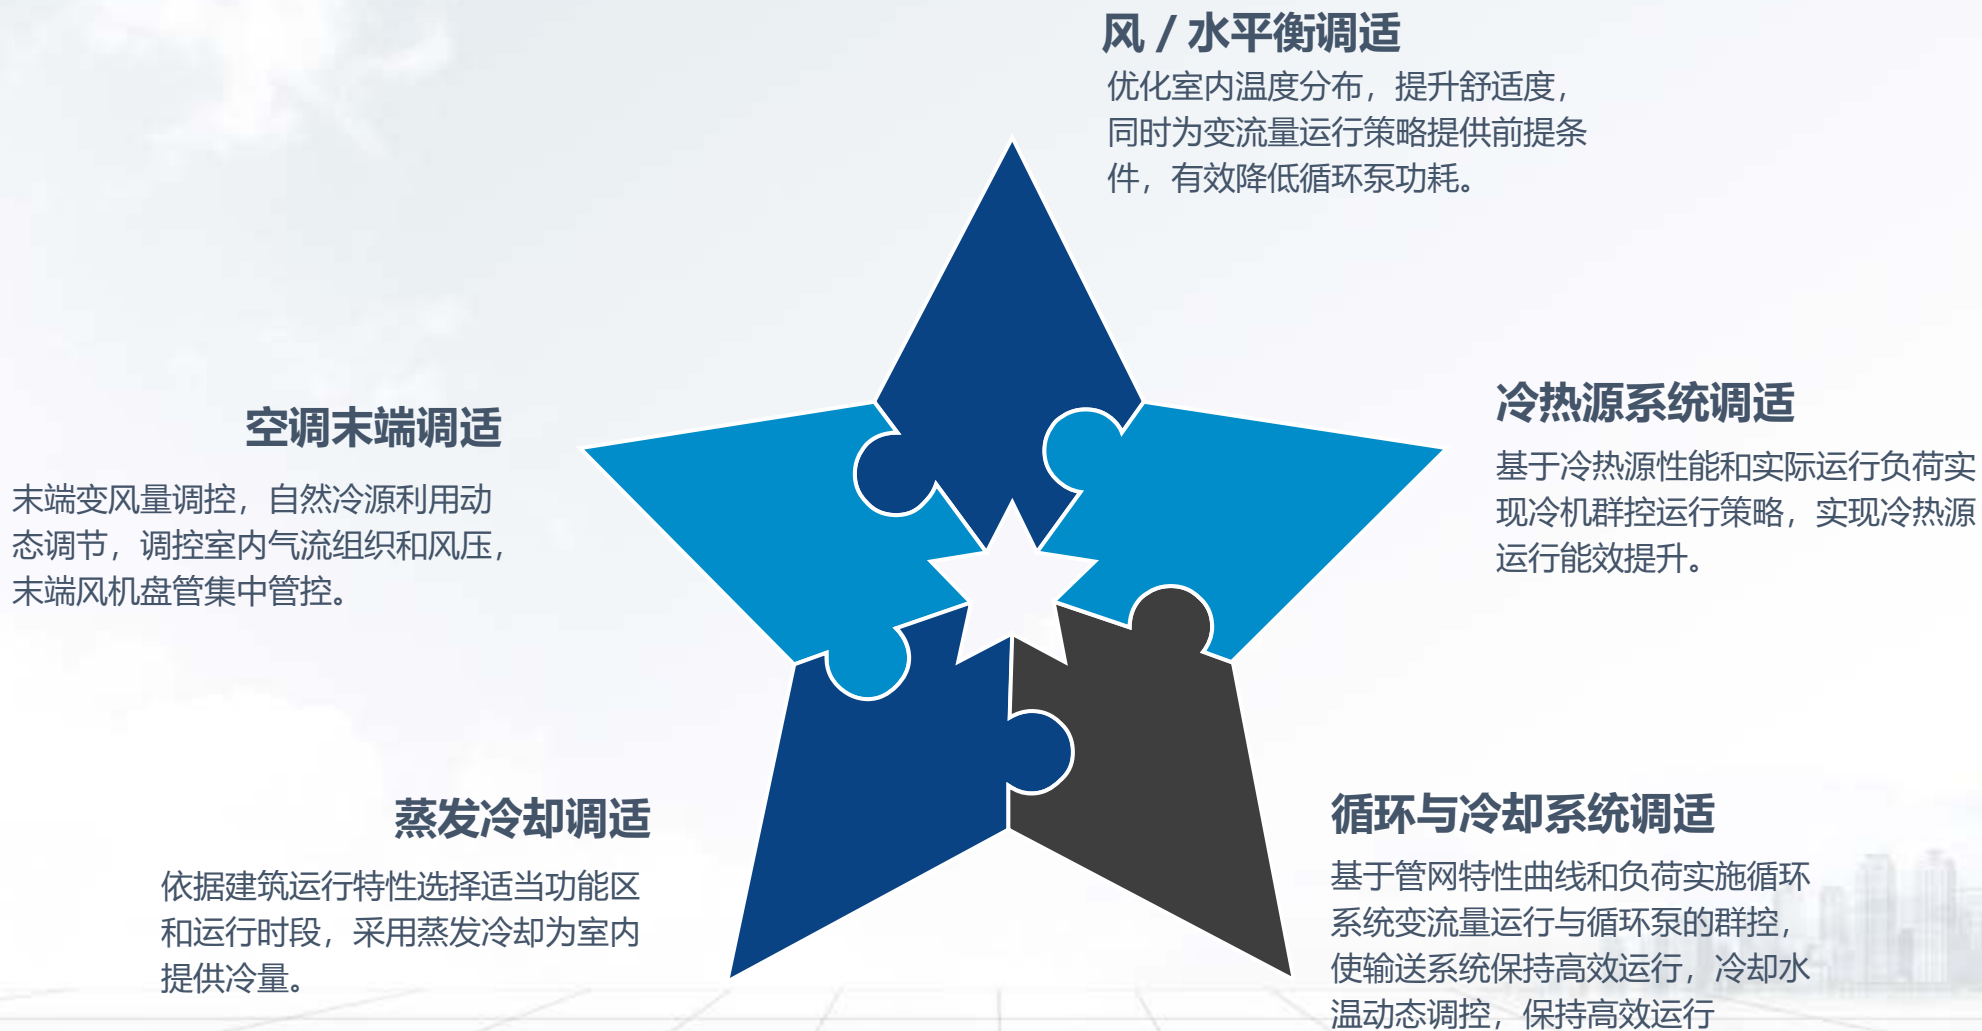 风 / 水平衡调适
优化室内温度分布，提升舒适度，
同时为变流量运行策略提供前提条
件，有效降低循环泵功耗。
空调末端调适
末端变风量调控，自然冷源利用动
态调节，调控室内气流组织和风压，
末端风机盘管集中管控。
冷热源系统调适
基于冷热源性能和实际运行负荷实
现冷机群控运行策略，实现冷热源
运行能效提升。
蒸发冷却调适
依据建筑运行特性选择适当功能区
和运行时段，采用蒸发冷却为室内
提供冷量。
循环与冷却系统调适
基于管网特性曲线和负荷实施循环
系统变流量运行与循环泵的群控，
使输送系统保持高效运行，冷却水
温动态调控，保持高效运行